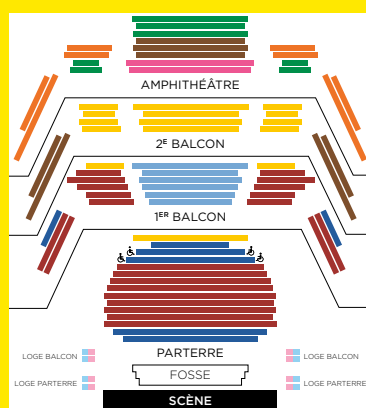 AMPHITHÉÂTRE
2E BALCON
1ER BALCON
PARTERRE
LOGE BALCON
LOGE BALCON
FOSSE
LOGE PARTERRE
LOGE PARTERRE
SCÈNE